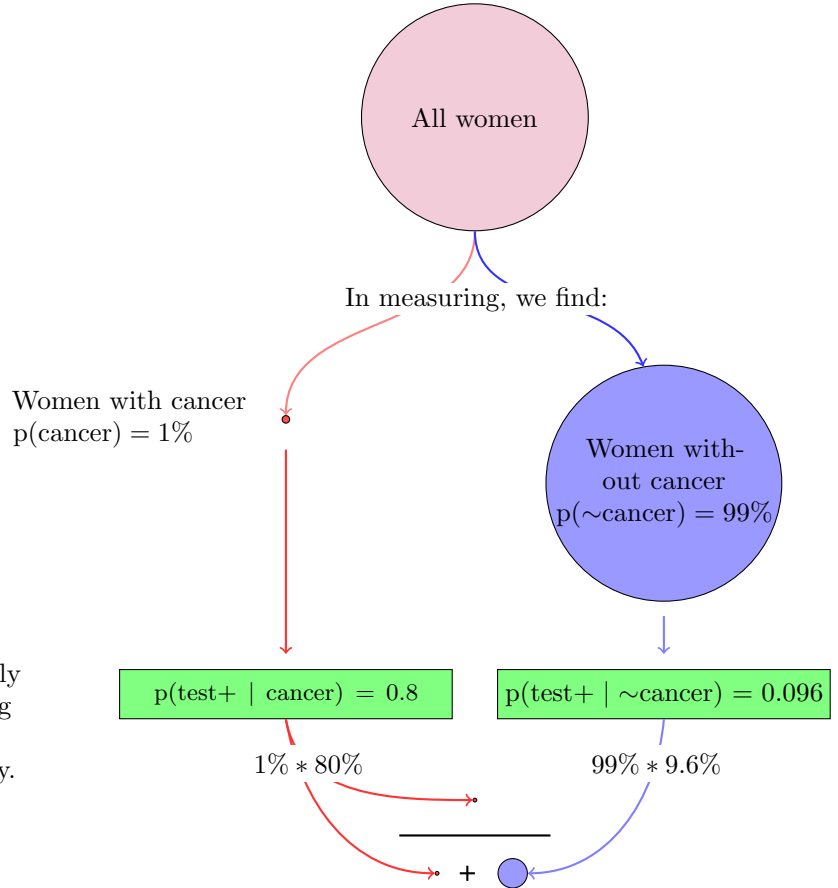 All women
In measuring, we find:
Women with cancer
p(cancer) = 1%
Women with-
out cancer
p(∼cancer) = 99%
ly
g
y.
p(test+ | cancer) = 0.8
p(test+ | ∼cancer) = 0.096
1% ∗ 80%
99% ∗ 9.6%
+